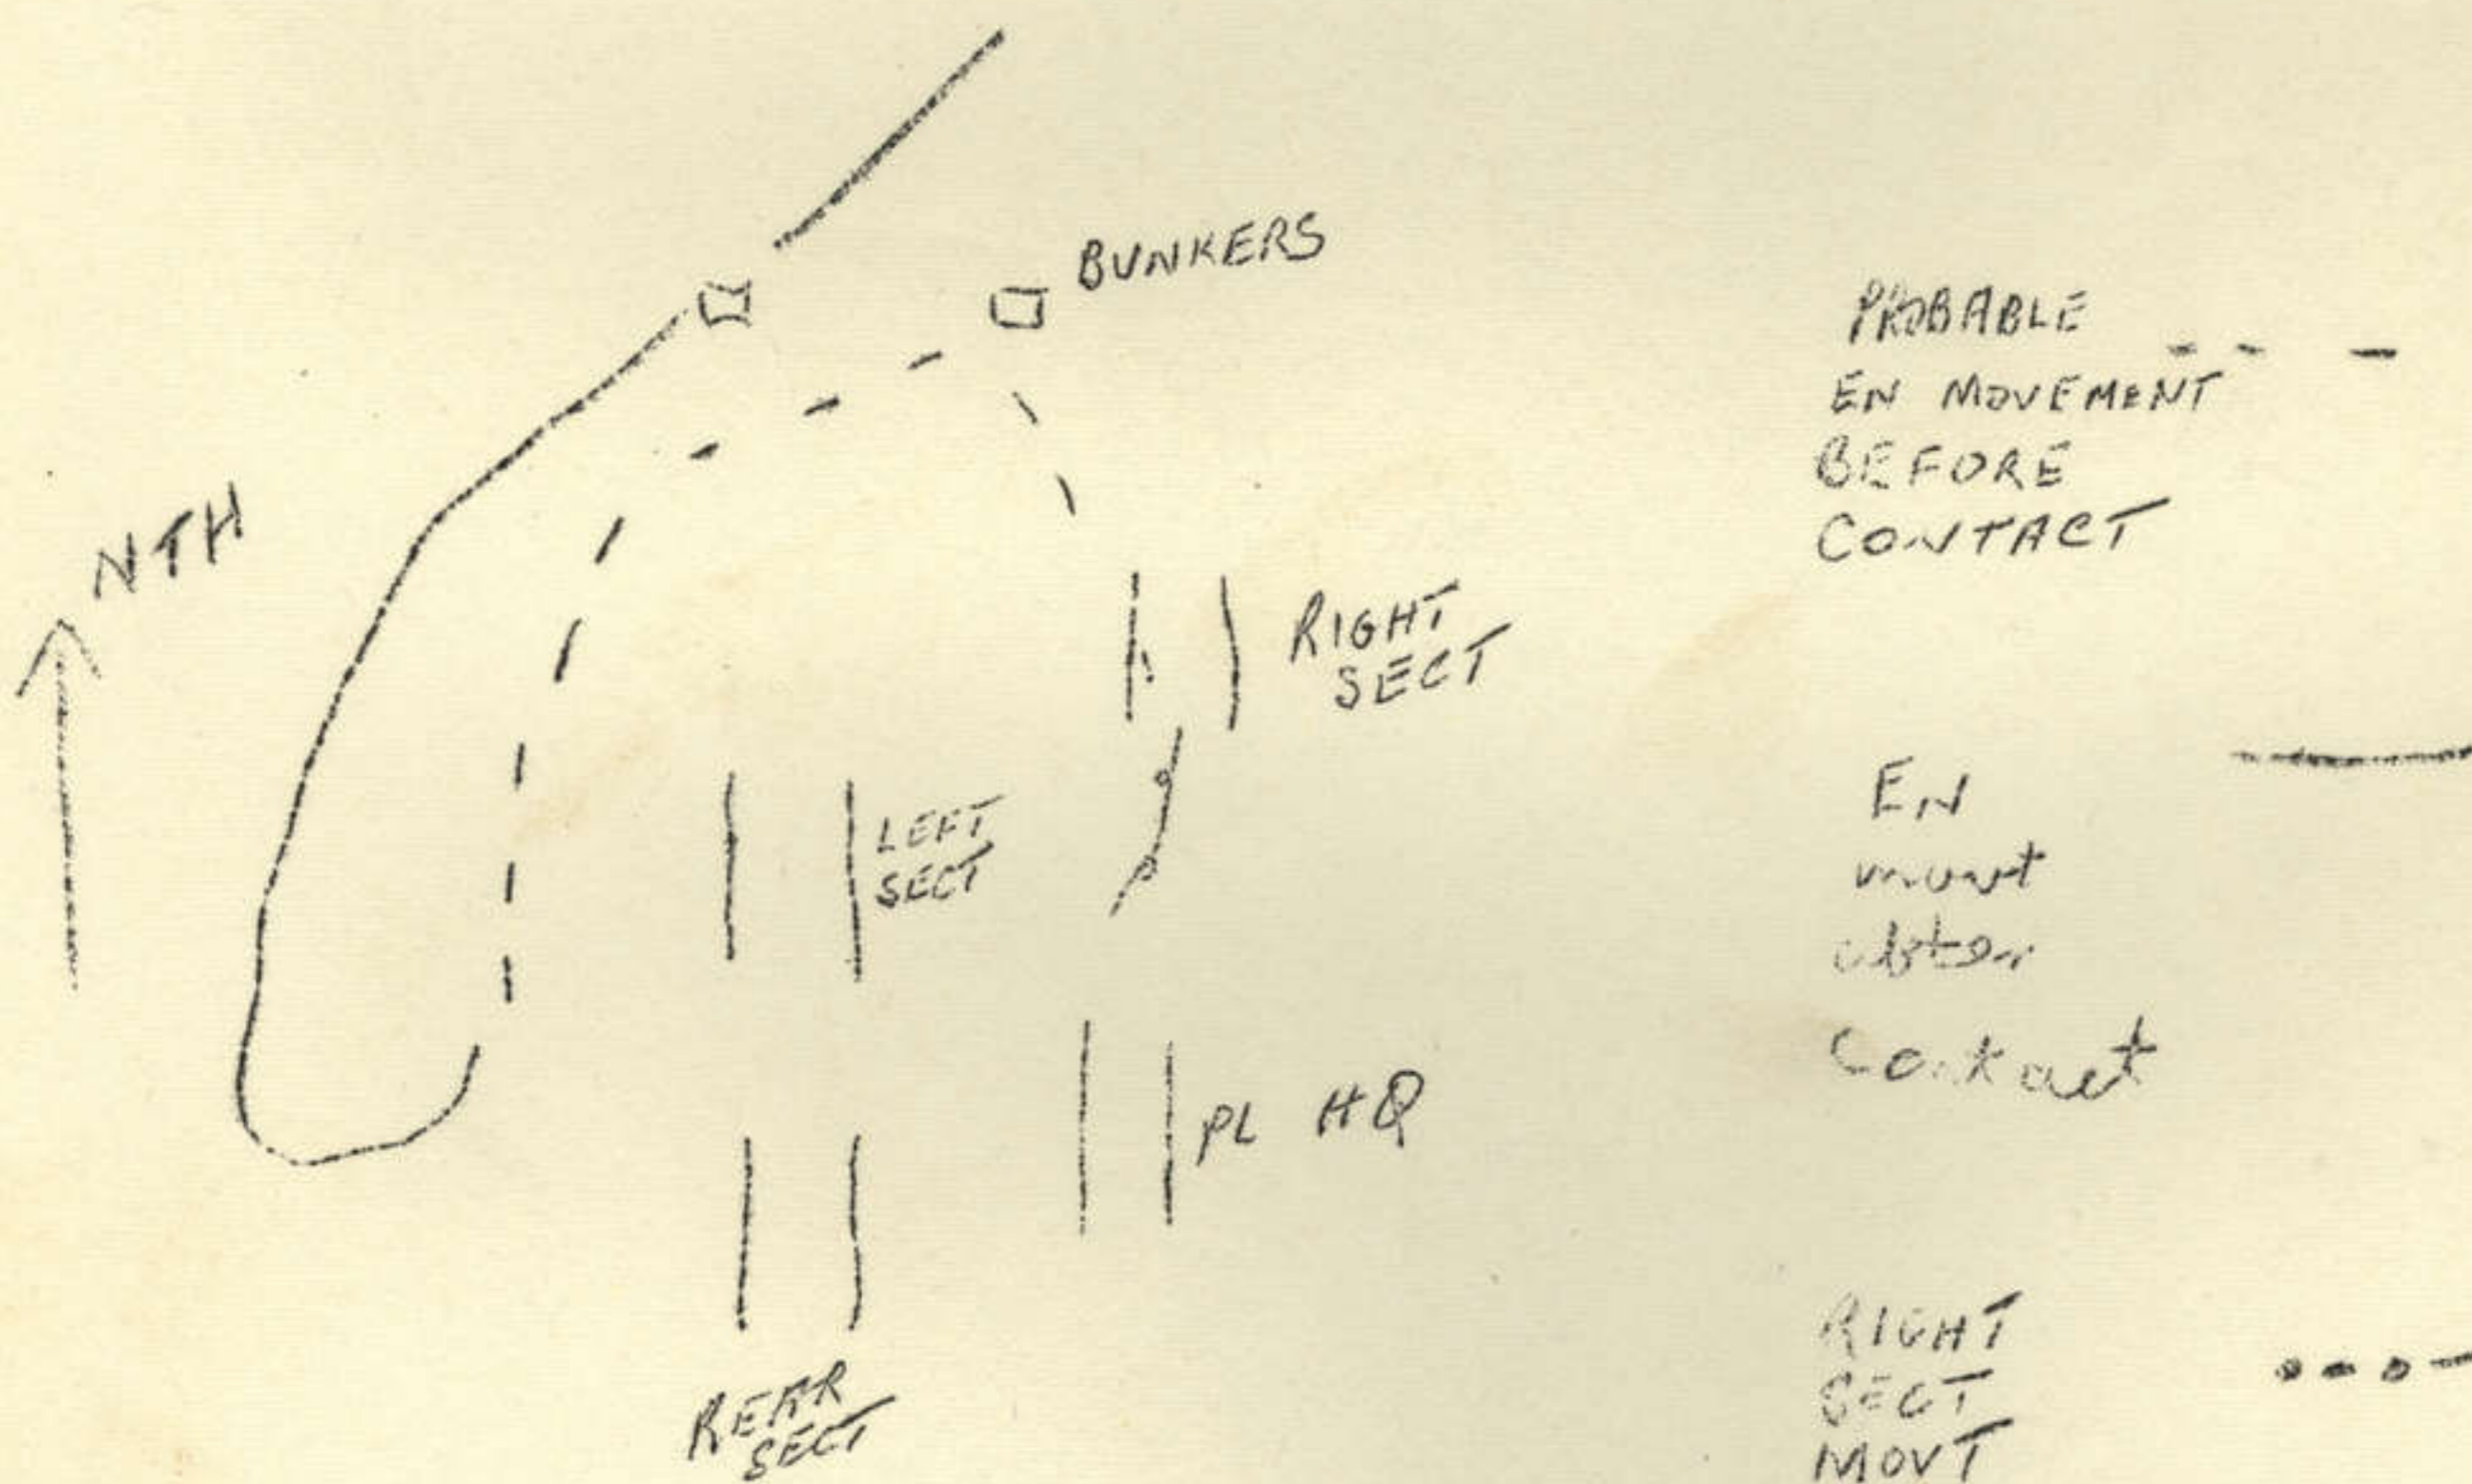 BUNKERS
NTH
RIGHT
SECT
LEFT
SECT
PL HQ
REAR
SECT
PROBABLE
EN MOVEMENT
BEFORE
CONTACT
EN
mvt
after
Contact
RIGHT
SECT
MOVT